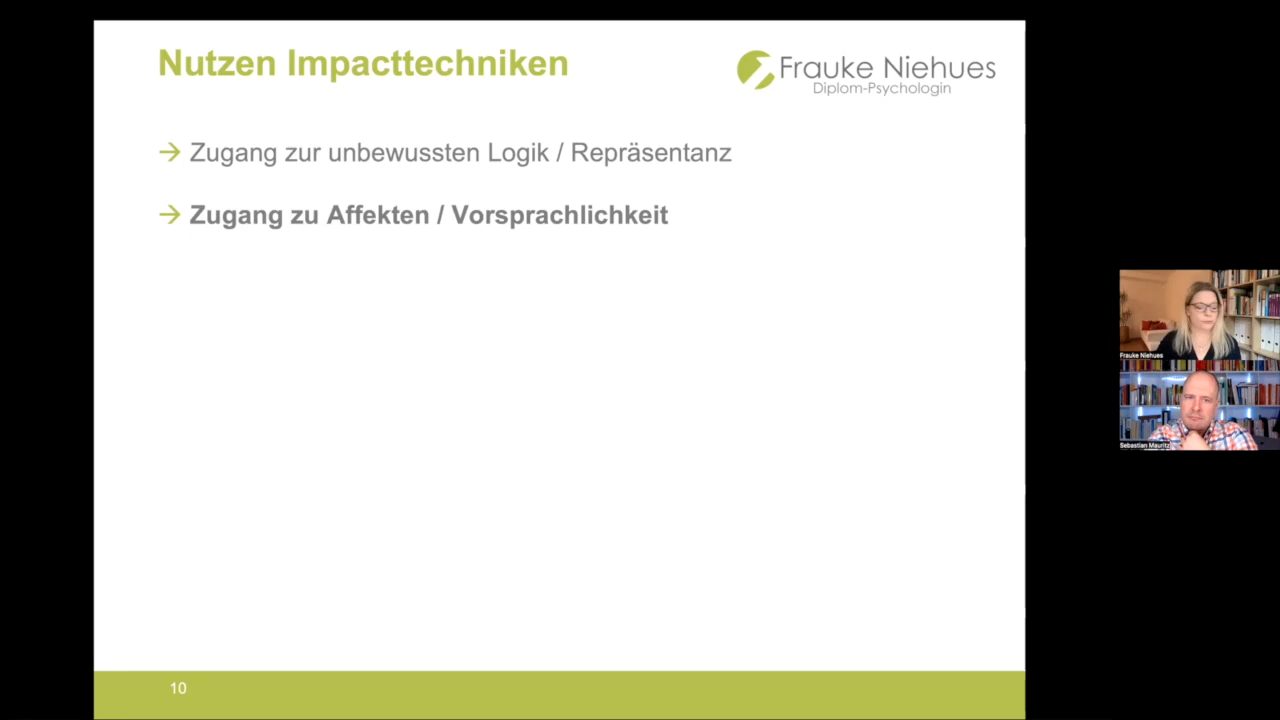 Nutzen Impacttechniken
Frauke Niehues
Diplom-Psychologin
→ Zugang zur unbewussten Logik / Repräsentanz
→ Zugang zu Affekten / Vorsprachlichkeit
Frauke Niehues
Sebastian Mauritz
10